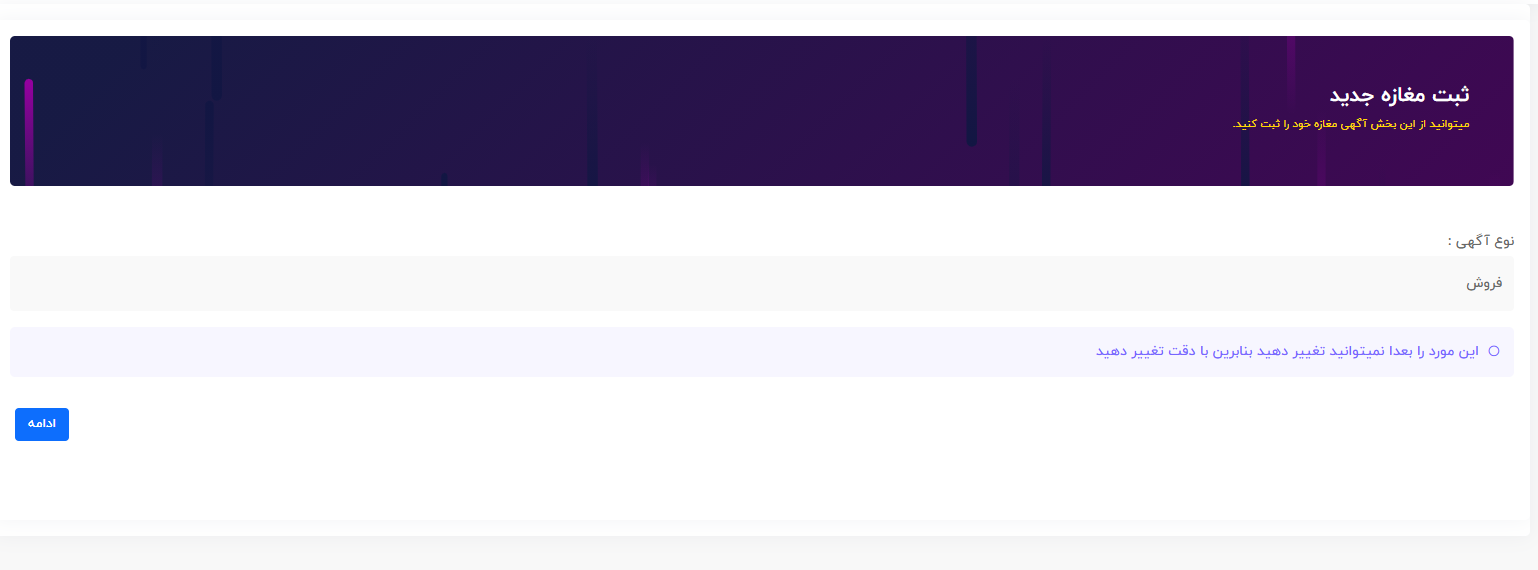 ثبت مغازه جدید
میتوانید از این بخش آگهی مغازه خود را ثبت کنید.
نوع آگهی :
فروش
این مورد را بعدا نمیتوانید تغییر دهید بنابرین با دقت تغییر دهید
ادامه